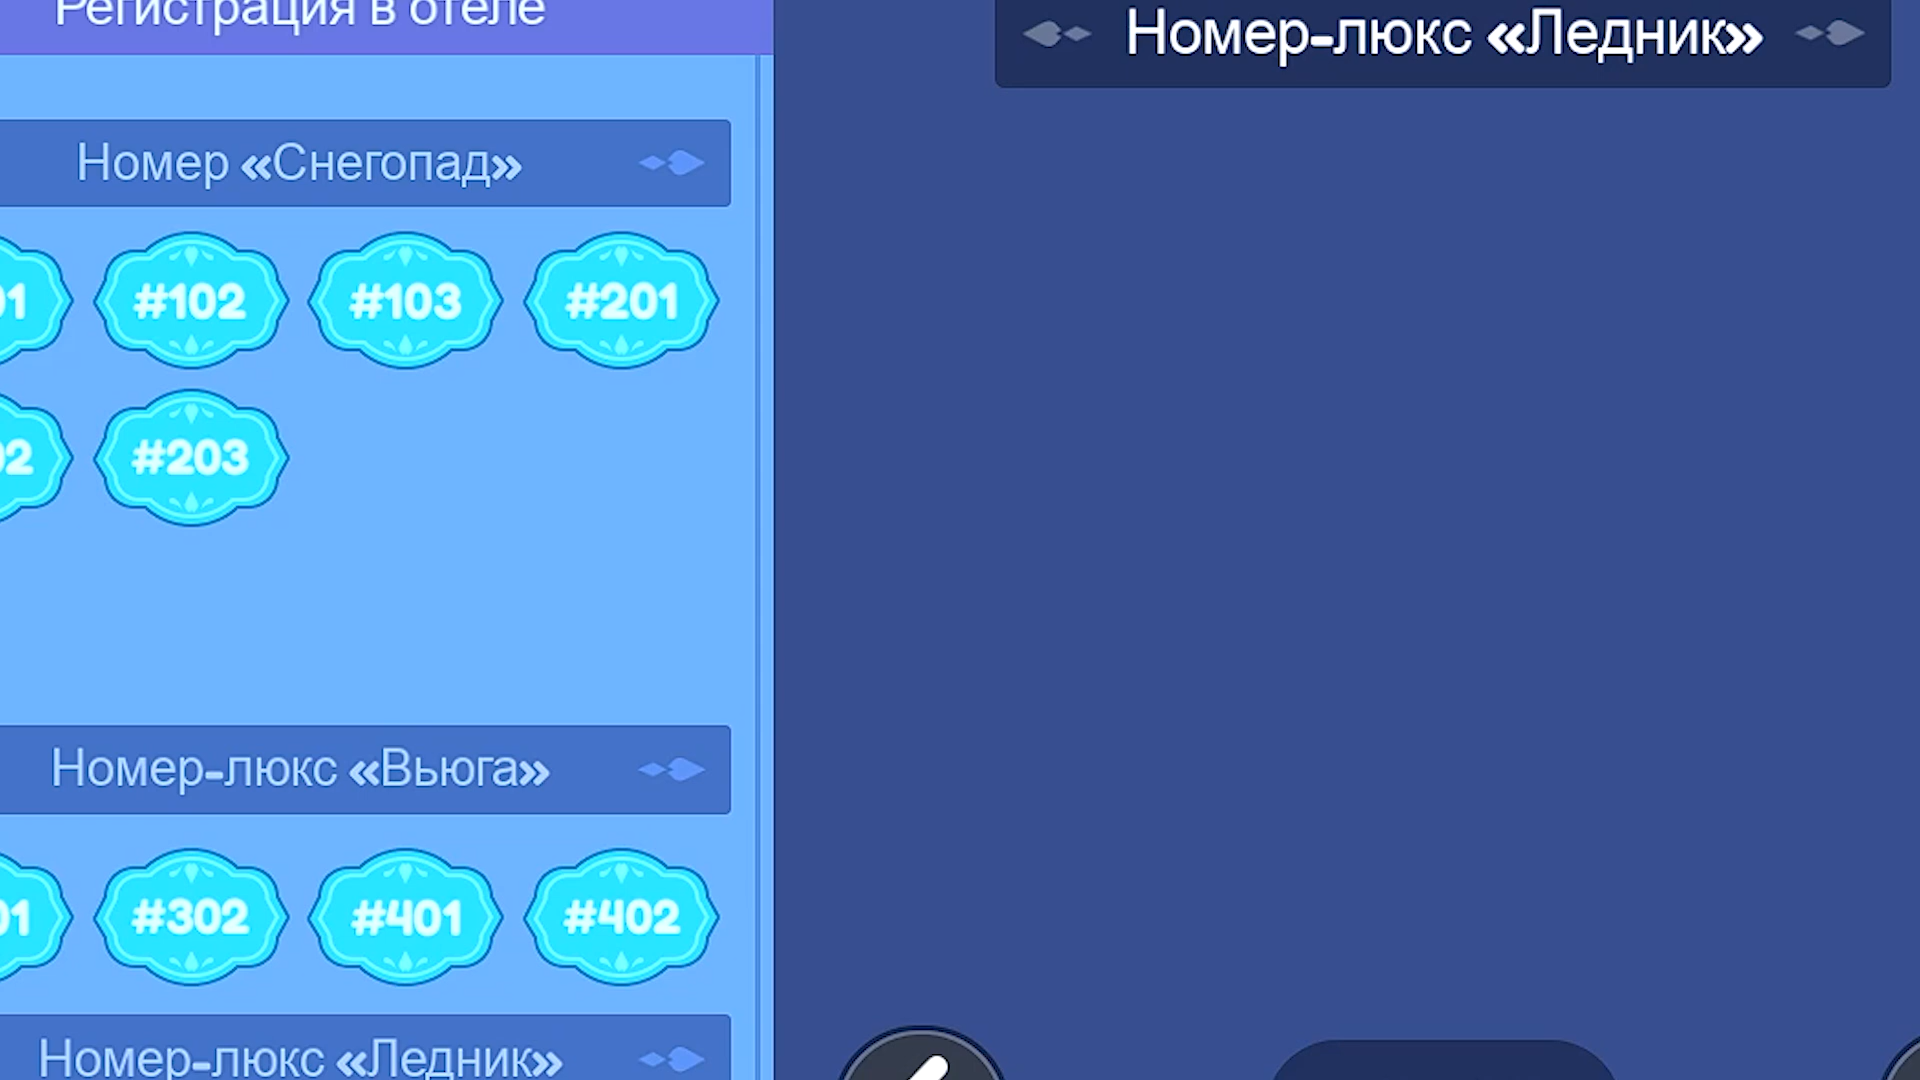 Регистрация в отеле
Номер-люкс «Ледник»
Номер «Снегопад»
#102 #103 #201
#203
Номер-люкс «Вьюга»
#302 #401 #402
Номер-люкс «Ледник»